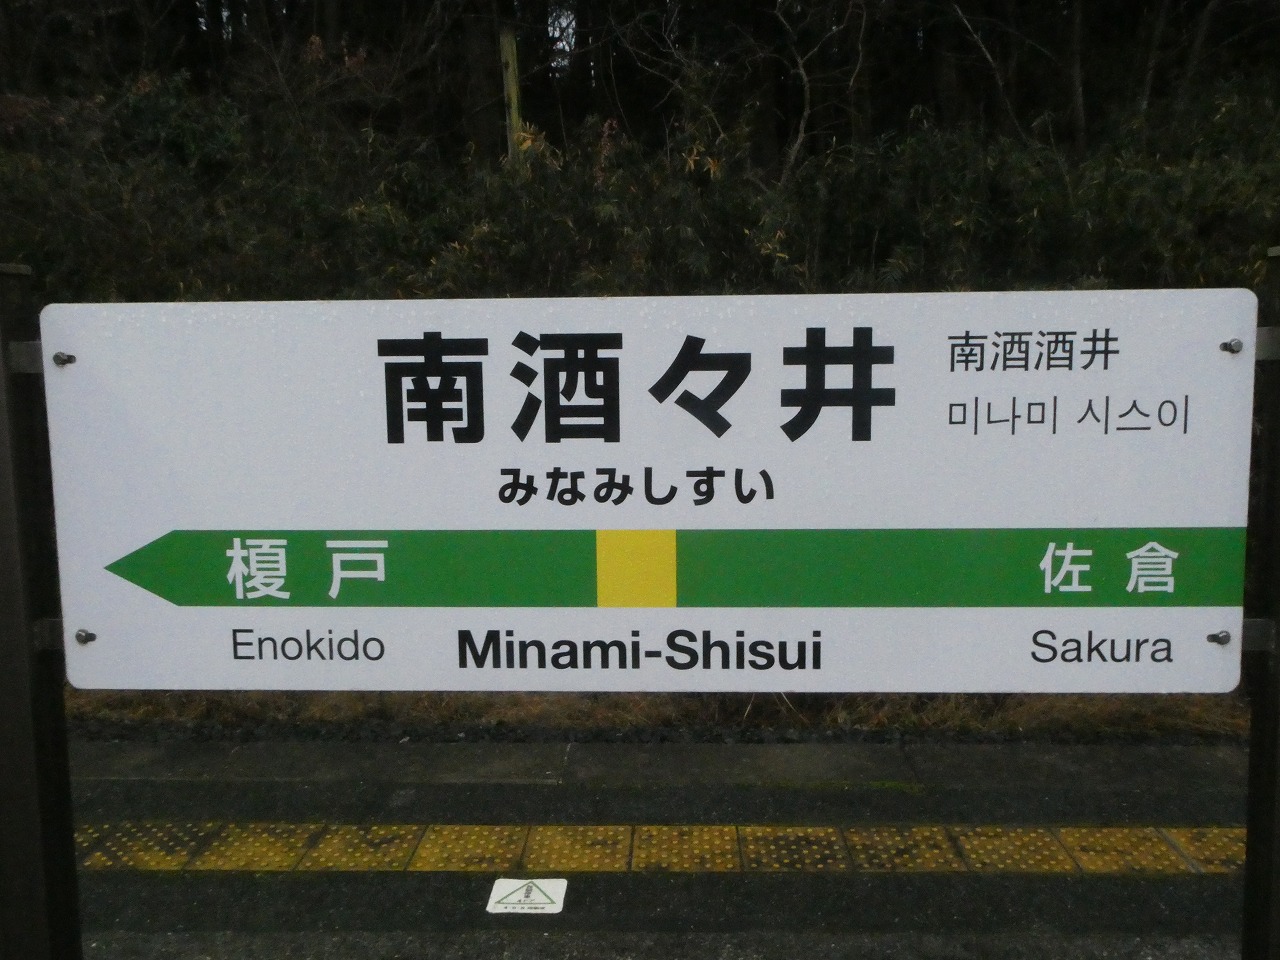 南酒々井
南酒酒井
미나미 시스이
みなみしすい
榎戸
佐倉
Enokido
Minami-Shisui
Sakura